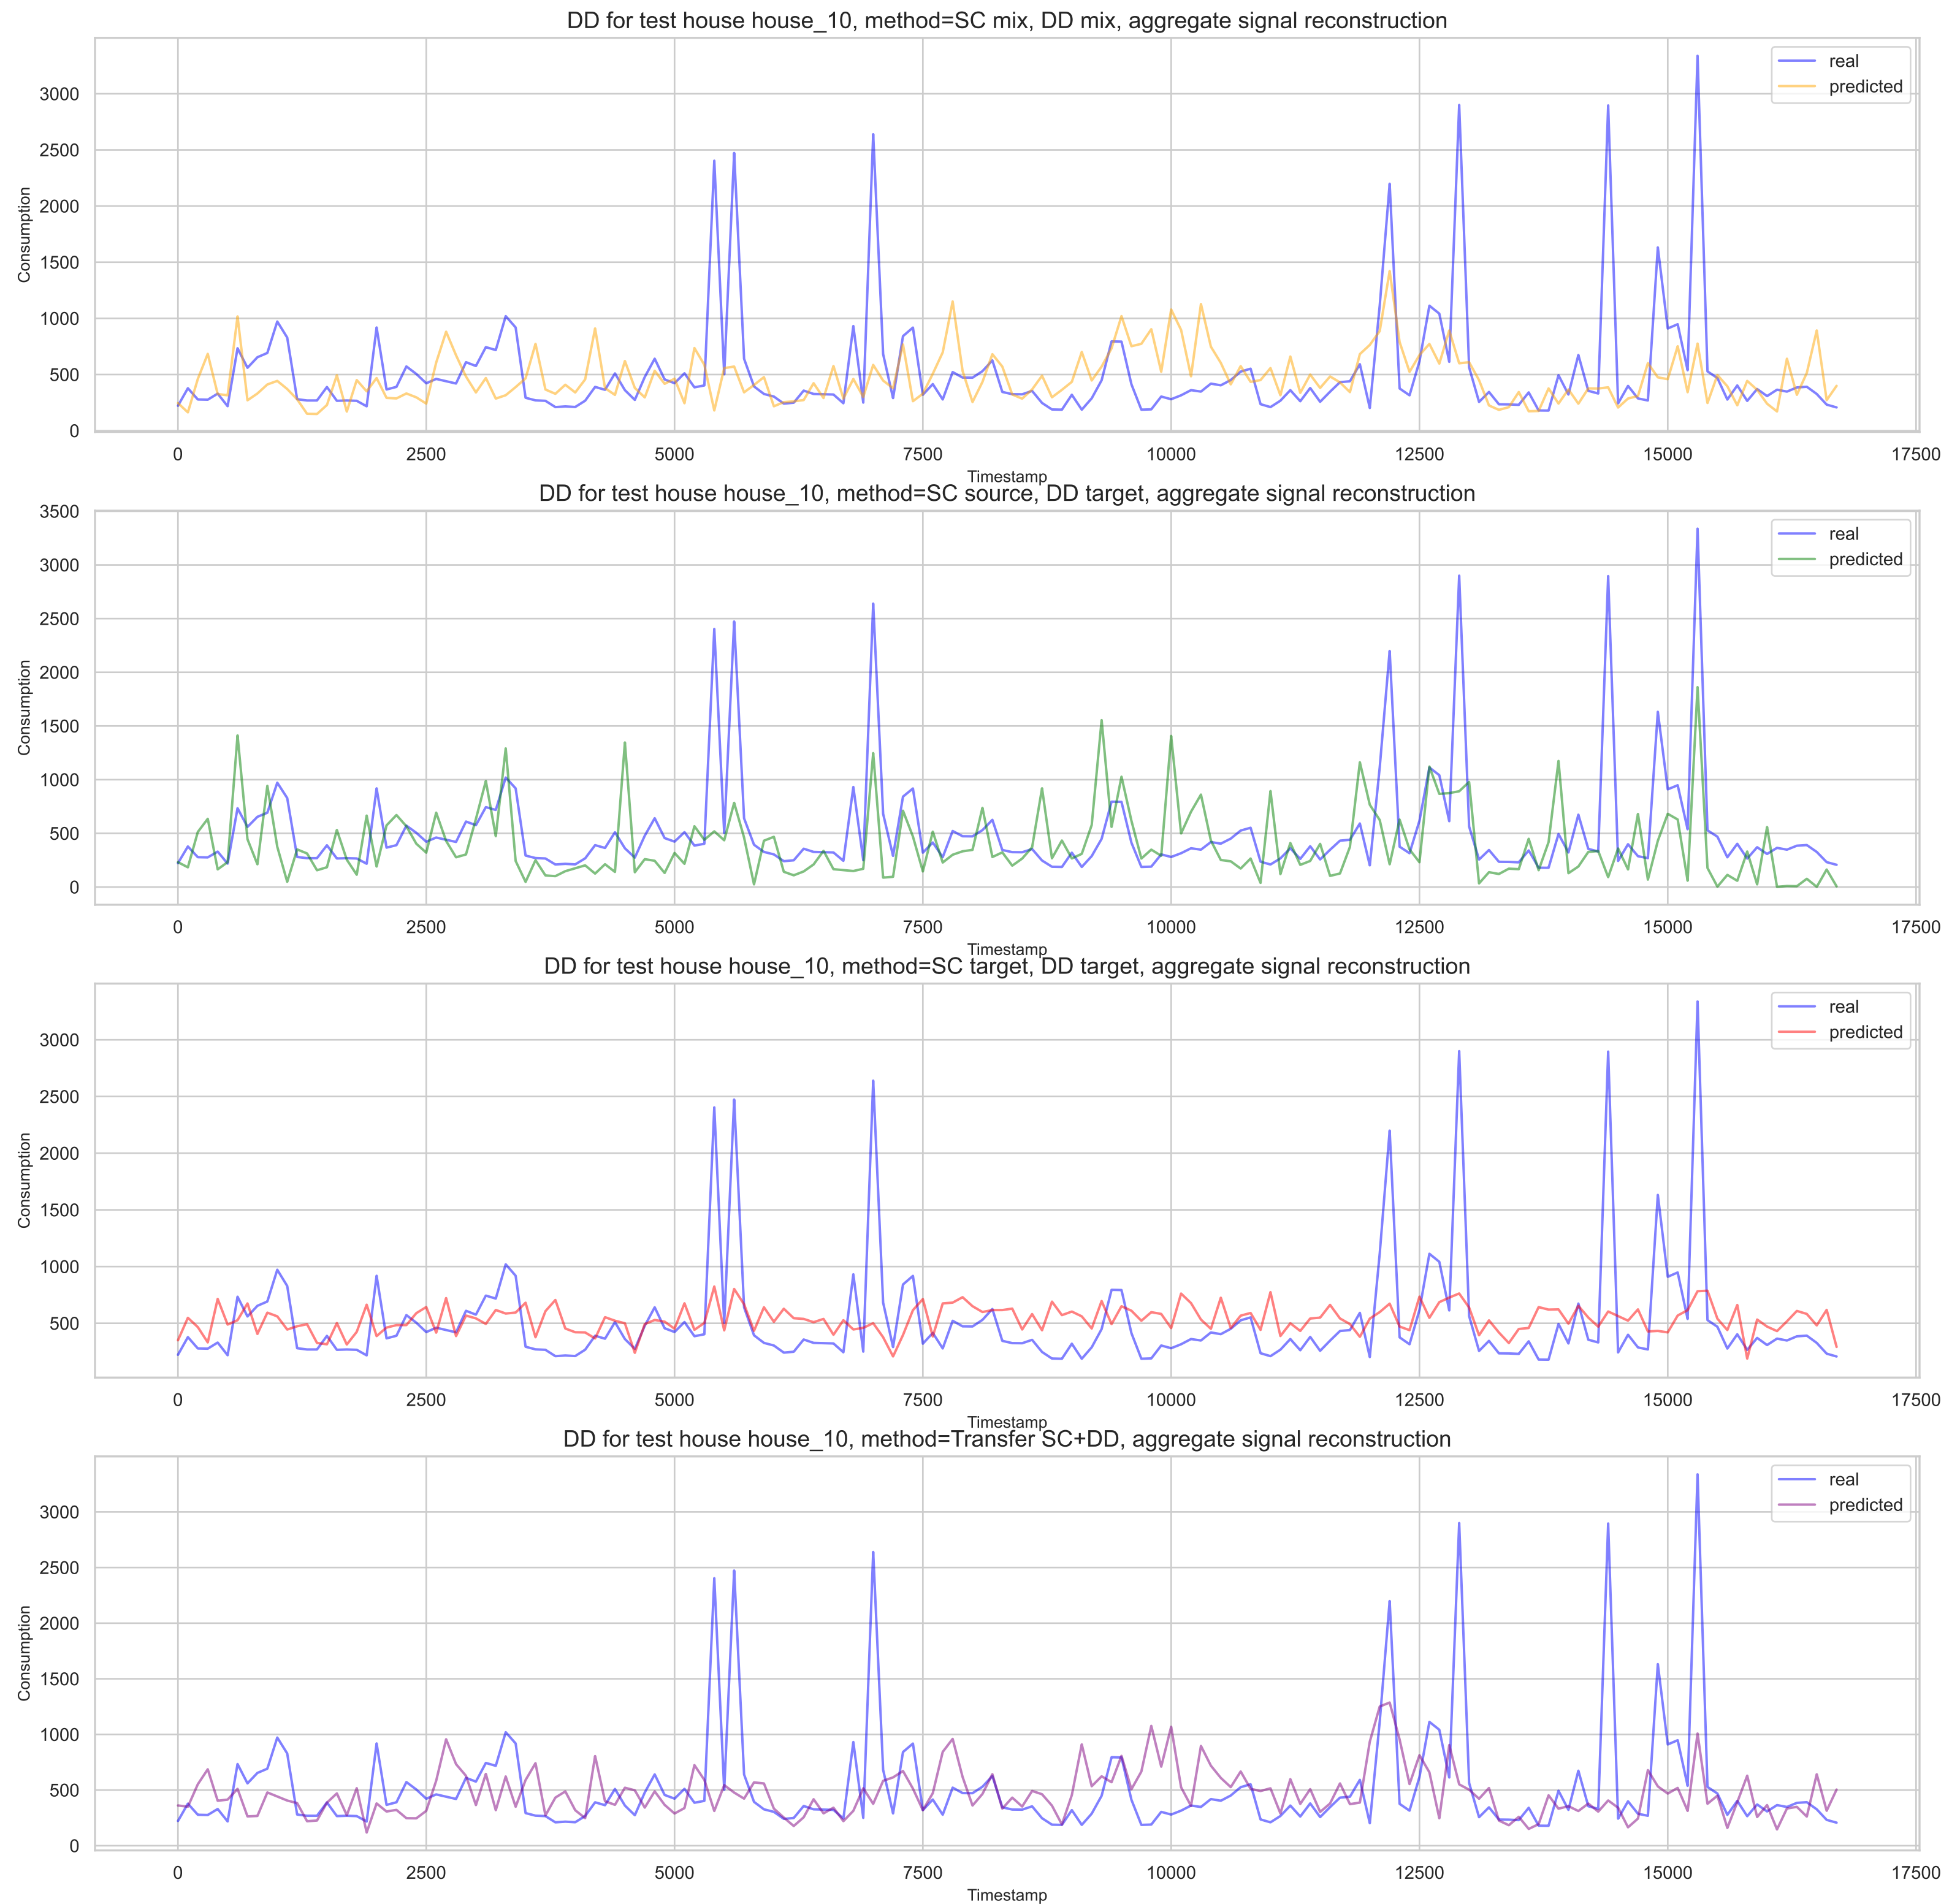 DD for test house house_10, method=SC mix, DD mix, aggregate signal reconstruction
real
predicted
3000
2500
2000
1500
1000
500
0
Consumption
0 2500 5000 7500 10000 12500 15000 17500
Timestamp
DD for test house house_10, method=SC source, DD target, aggregate signal reconstruction
real
predicted
3500
3000
2500
2000
1500
1000
500
0
Consumption
0 2500 5000 7500 10000 12500 15000 17500
Timestamp
DD for test house house_10, method=SC target, DD target, aggregate signal reconstruction
real
predicted
3000
2500
2000
1500
1000
500
Consumption
0 2500 5000 7500 10000 12500 15000 17500
Timestamp
DD for test house house_10, method=Transfer SC+DD, aggregate signal reconstruction
real
predicted
3000
2500
2000
1500
1000
500
0
Consumption
0 2500 5000 7500 10000 12500 15000 17500
Timestamp